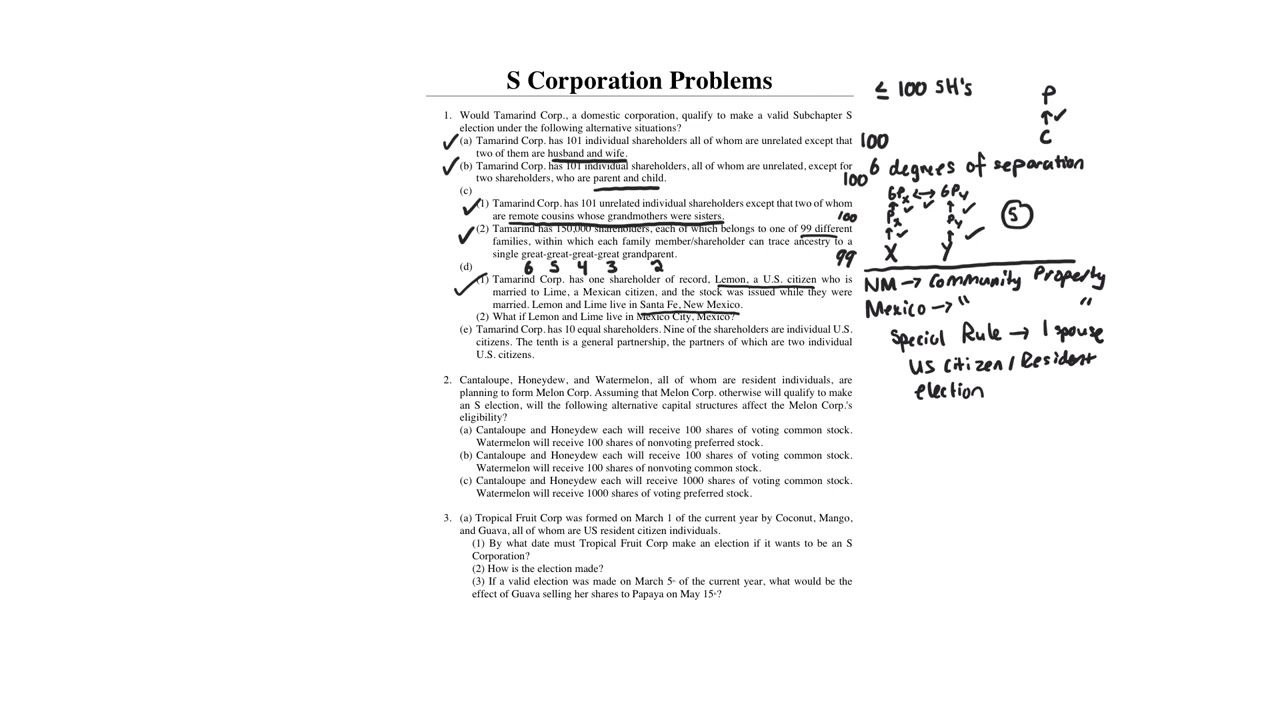 S Corporation Problems
1. Would Tamarind Corp., a domestic corporation, qualify to make a valid Subchapter S
election under the following alternative situations?
(a) Tamarind Corp. has 101 individual shareholders all of whom are unrelated except that
two of them are husband and wife.
(b) Tamarind Corp. has 101 individual shareholders, all of whom are unrelated, except for
two shareholders, who are parent and child.
(c)
(1) Tamarind Corp. has 101 unrelated individual shareholders except that two of whom
are remote cousins whose grandmothers were sisters.
(2) Tamarind has 150,000 shareholders, each of which belongs to one of 99 different
families, within which each family member/shareholder can trace ancestry to a
single great-great-great-great grandparent.
6 5 4 3 2
(d)
(1) Tamarind Corp. has one shareholder of record, Lemon, a U.S. citizen who is
married to Lime, a Mexican citizen, and the stock was issued while they were
married. Lemon and Lime live in Santa Fe, New Mexico.
(2) What if Lemon and Lime live in Mexico City, Mexico?
(e) Tamarind Corp. has 10 equal shareholders. Nine of the shareholders are individual U.S.
citizens. The tenth is a general partnership, the partners of which are two individual
U.S. citizens.
2. Cantaloupe, Honeydew, and Watermelon, all of whom are resident individuals, are
planning to form Melon Corp. Assuming that Melon Corp. otherwise will qualify to make
an S election, will the following alternative capital structures affect the Melon Corp.'s
eligibility?
(a) Cantaloupe and Honeydew each will receive 100 shares of voting common stock.
Watermelon will receive 100 shares of nonvoting preferred stock.
(b) Cantaloupe and Honeydew each will receive 100 shares of voting common stock.
Watermelon will receive 100 shares of nonvoting common stock.
(c) Cantaloupe and Honeydew each will receive 1000 shares of voting common stock.
Watermelon will receive 1000 shares of voting preferred stock.
3. (a) Tropical Fruit Corp was formed on March 1 of the current year by Coconut, Mango,
and Guava, all of whom are US resident citizen individuals.
(1) By what date must Tropical Fruit Corp make an election if it wants to be an S
Corporation?
(2) How is the election made?
(3) If a valid election was made on March 5 of the current year, what would be the
effect of Guava selling her shares to Papaya on May 15?
≤ 100 SH's
P
↑ ✓
C
100
6 degrees of separation
100
GPx ↔ GPy
↑ ✓ ✓ ↑ ✓
100
Px Py
5
↑ ✓ ↑ ✓
99
X Y
NM → Community Property
Mexico → " "
Special Rule → 1 spouse
US Citizen / Resident
election